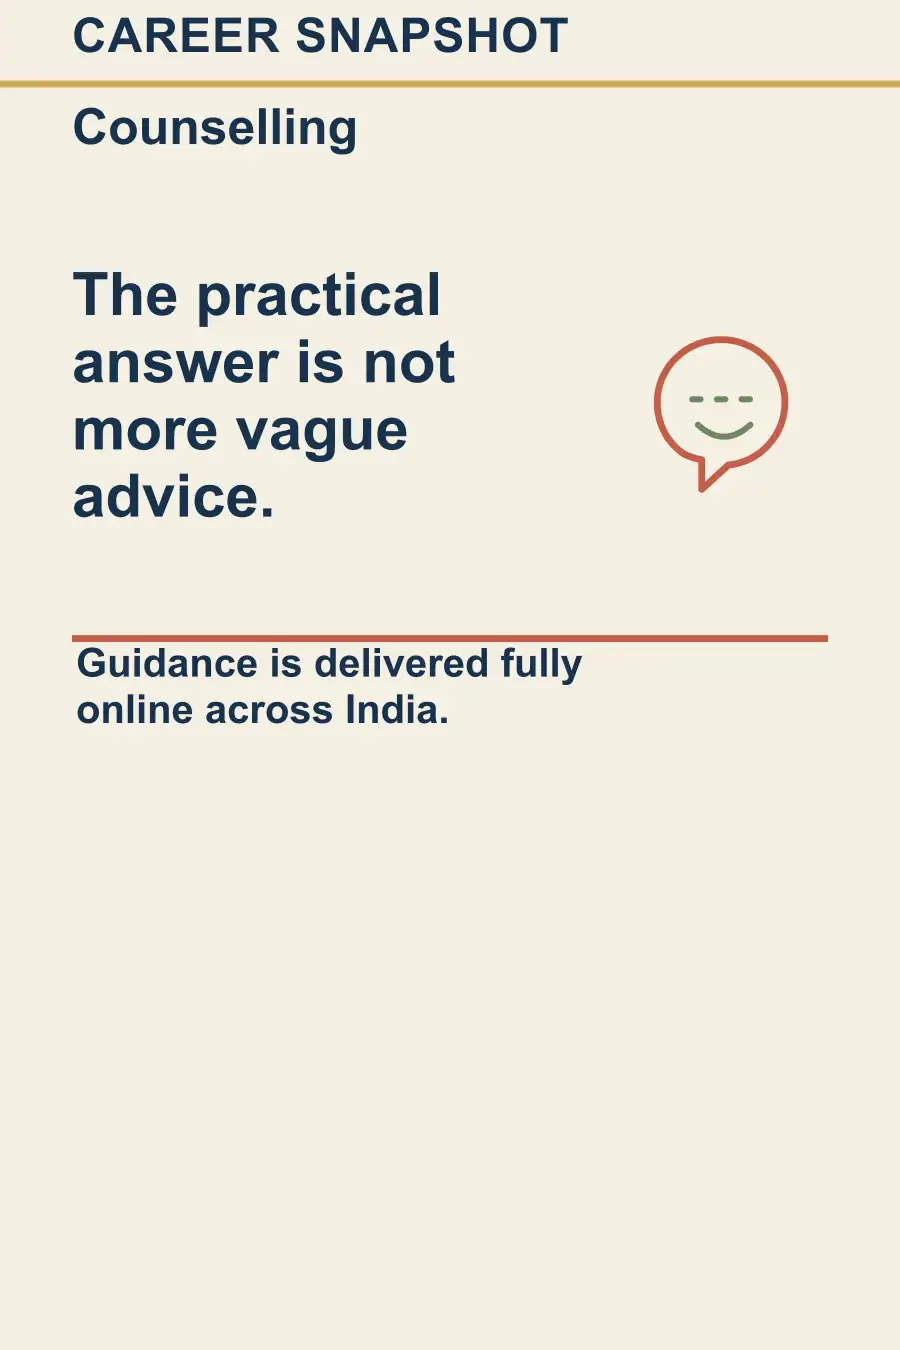 CAREER SNAPSHOT
Counselling
The practical
answer is not
more vague
advice.
Guidance is delivered fully
online across India.